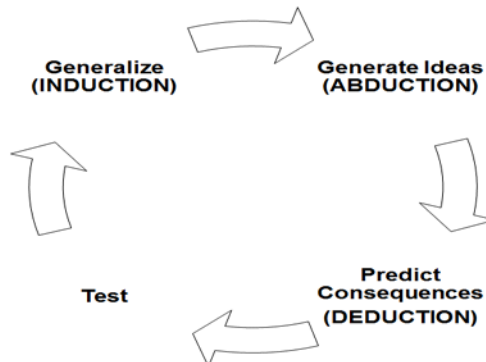 Generalize
(INDUCTION)
Generate Ideas
(ABDUCTION)
Predict
Consequences
(DEDUCTION)
Test